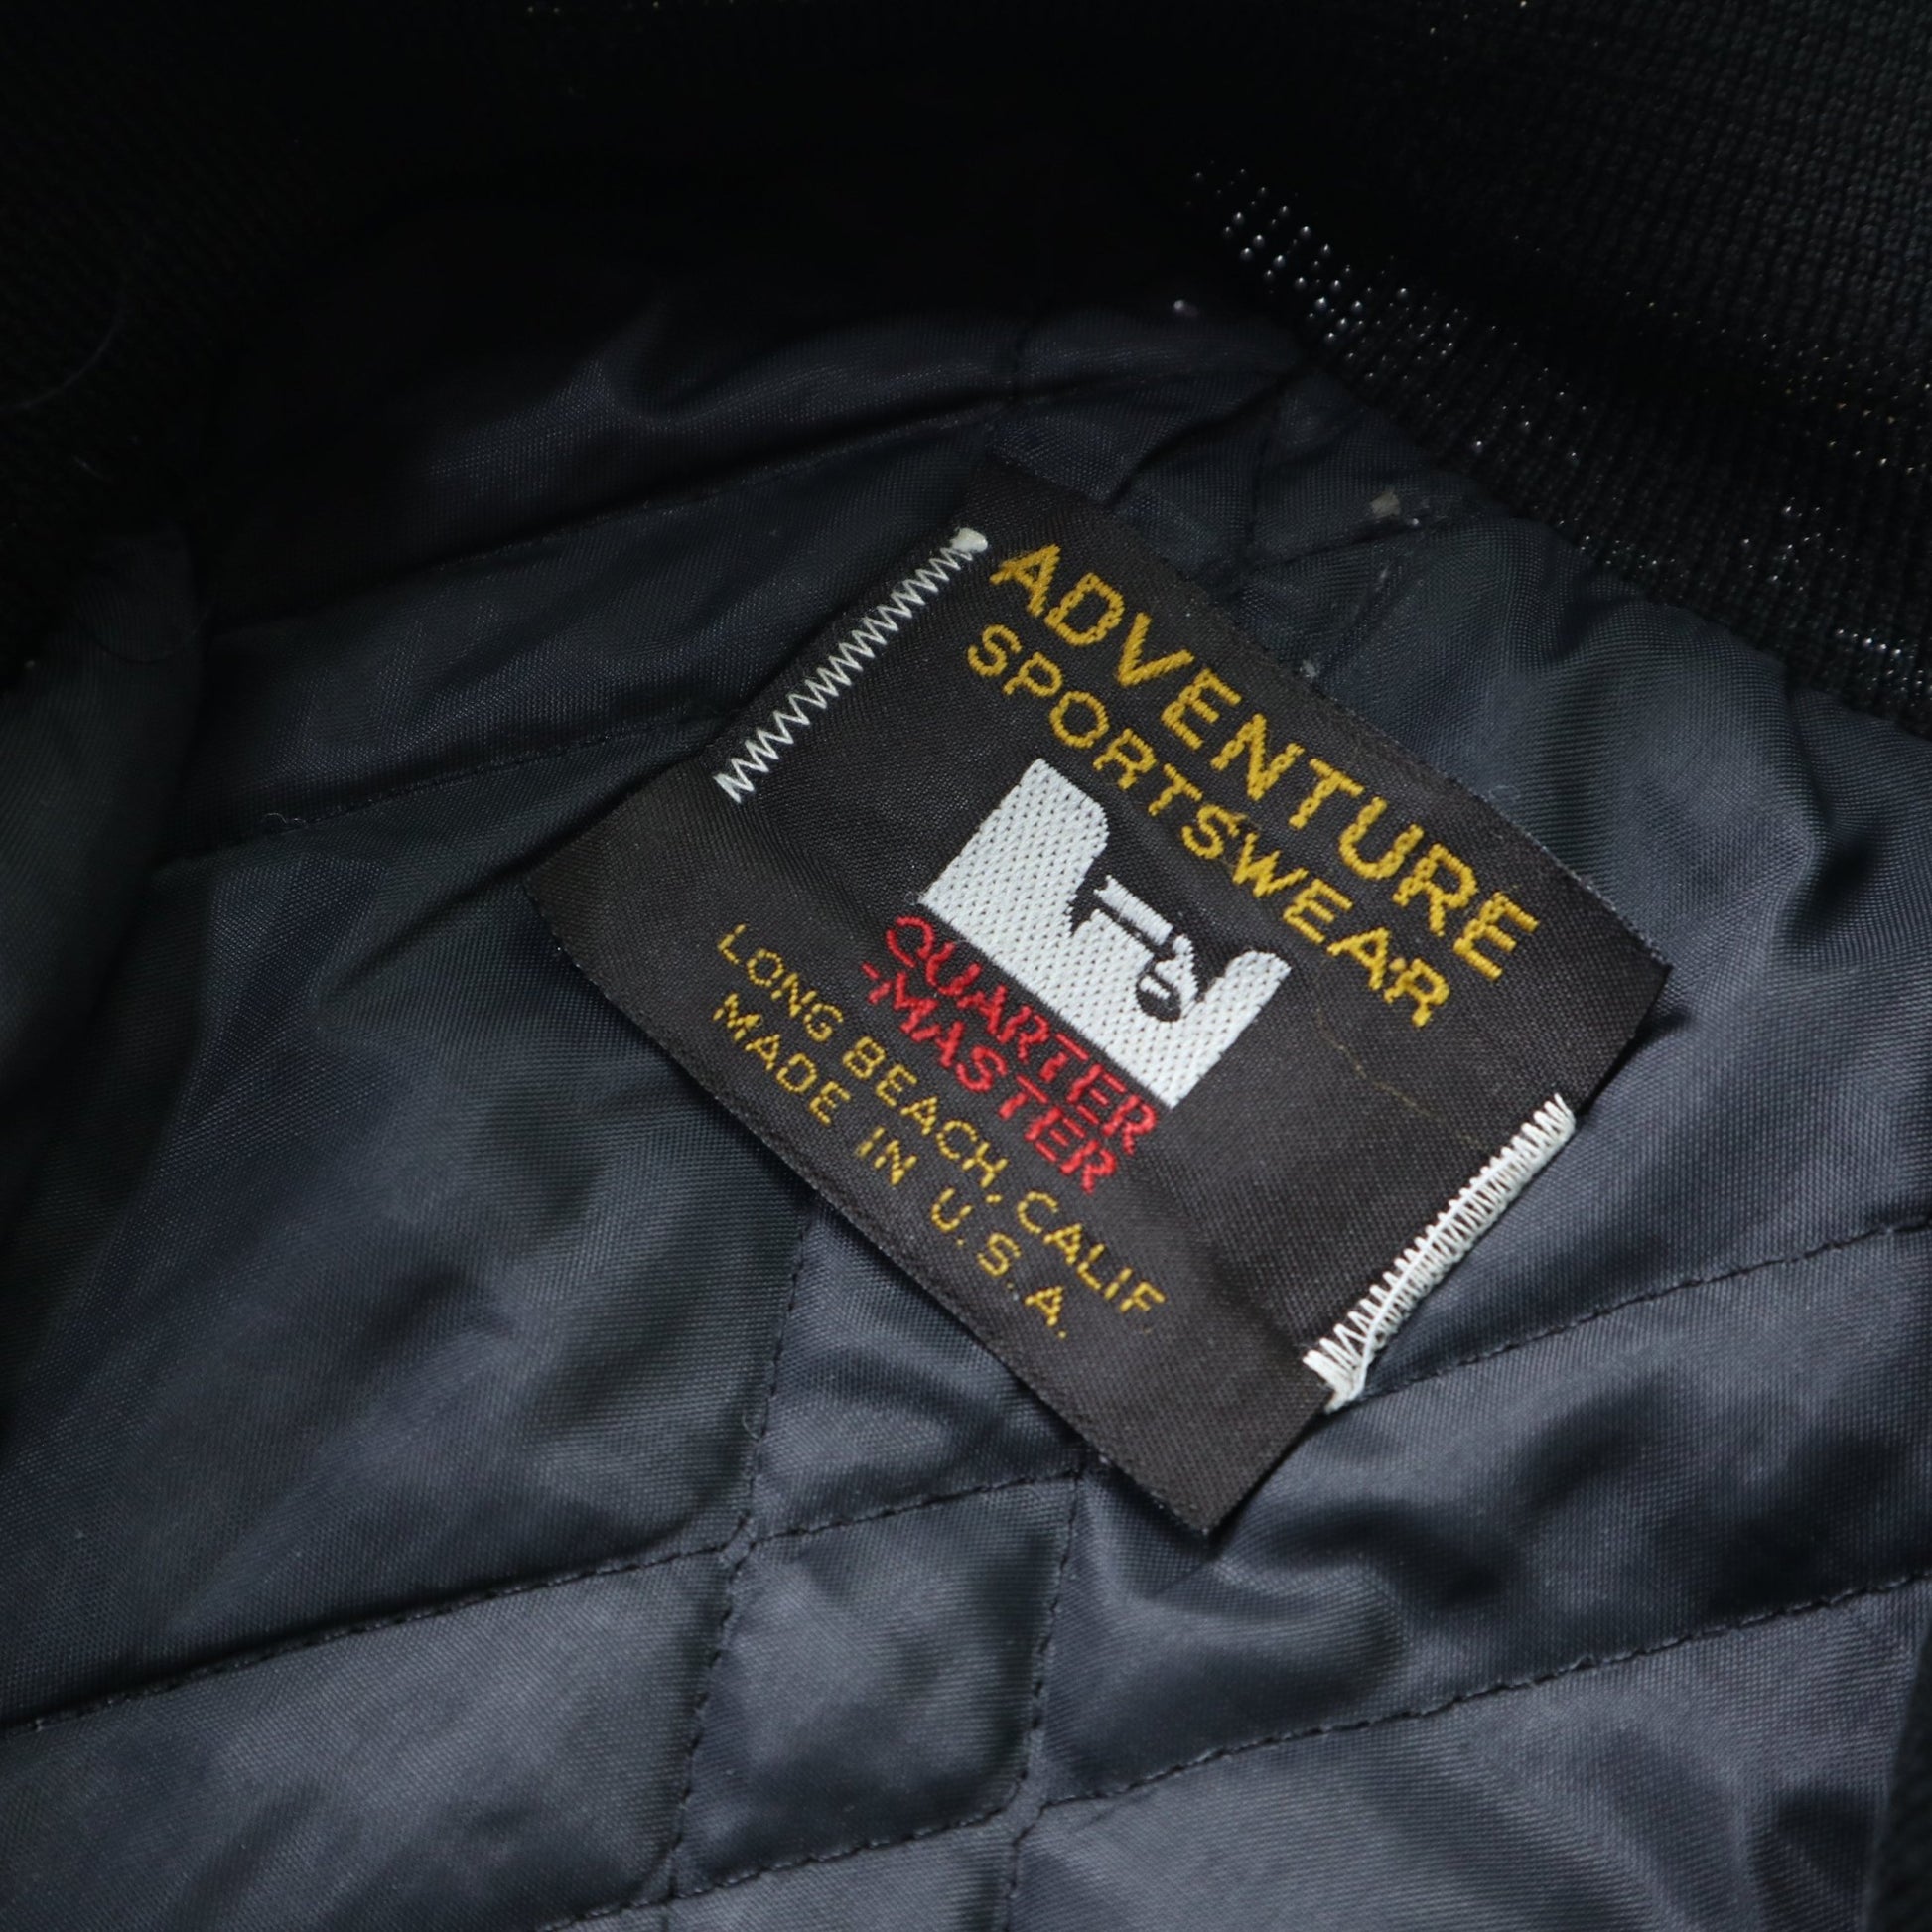 ADVENTURE
SPORTSWEAR
QUARTER
-MASTER
LONG BEACH, CALIF.
MADE IN U.S.A.